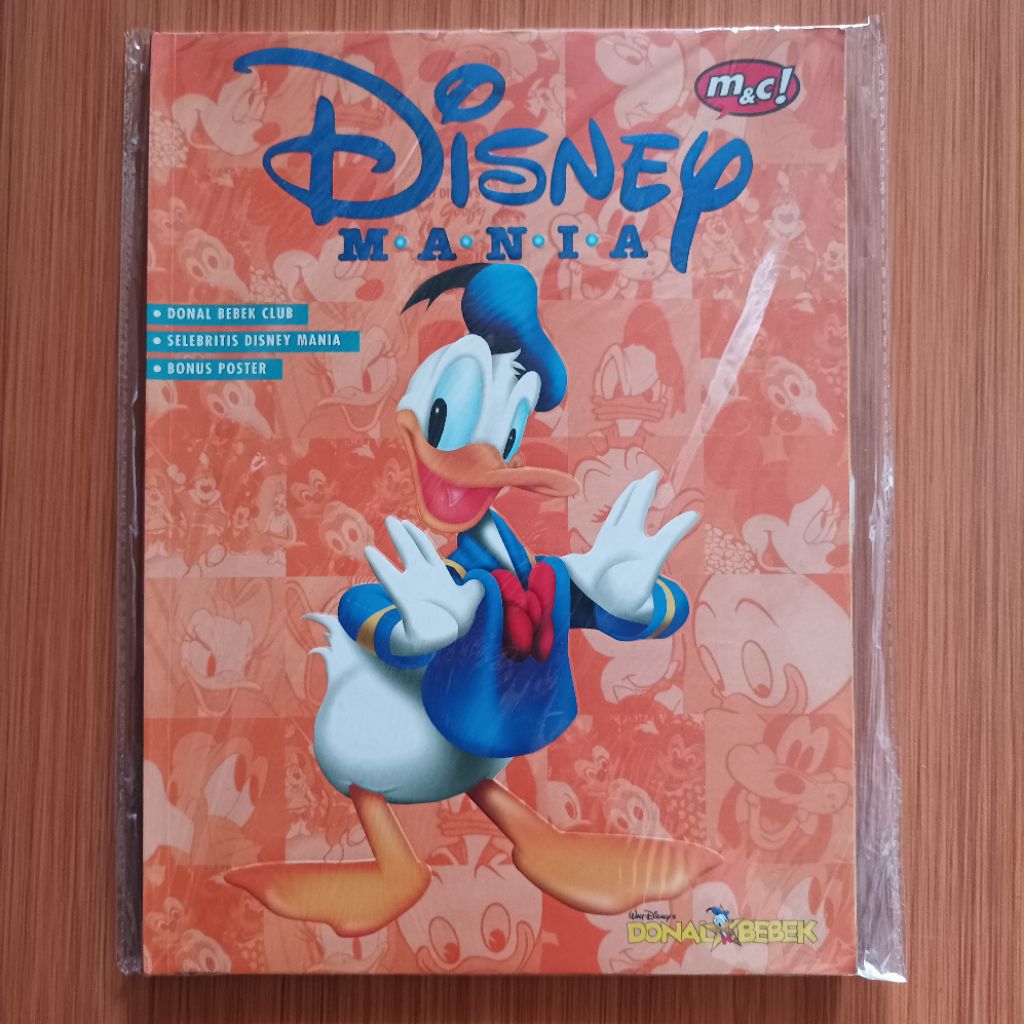 DISNEY
M•A•N•I•A
m&c!
• DONAL BEBEK CLUB
• SELEBRITIS DISNEY MANIA
• BONUS POSTER
WALT DISNEY'S
DONAL BEBEK